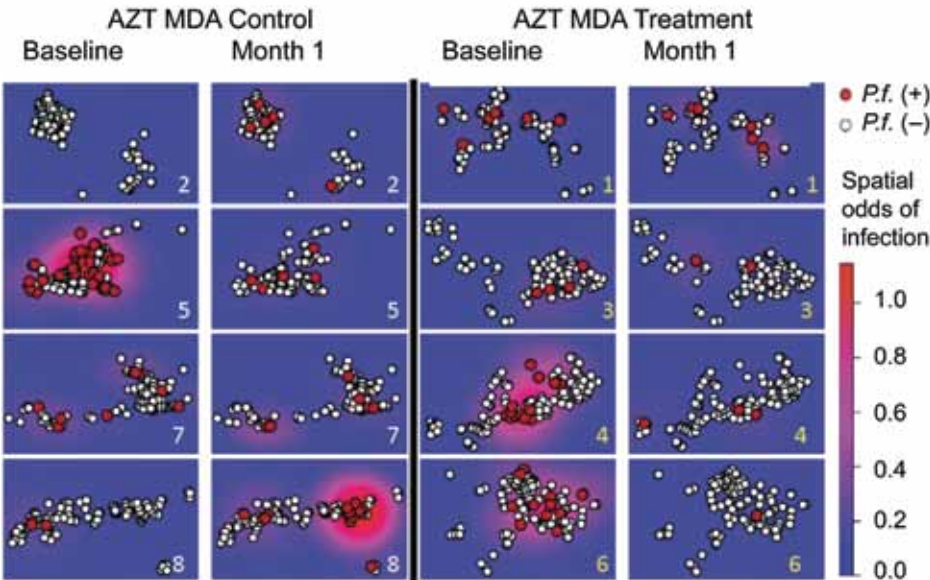 AZT MDA Control
AZT MDA Treatment
Baseline
Month 1
Baseline
Month 1
P.f. (+)
P.f. (–)
2
2
1
1
Spatial
odds of
infection
5
5
3
3
1.0
0.8
7
7
4
4
0.6
0.4
8
8
6
6
0.2
0.0